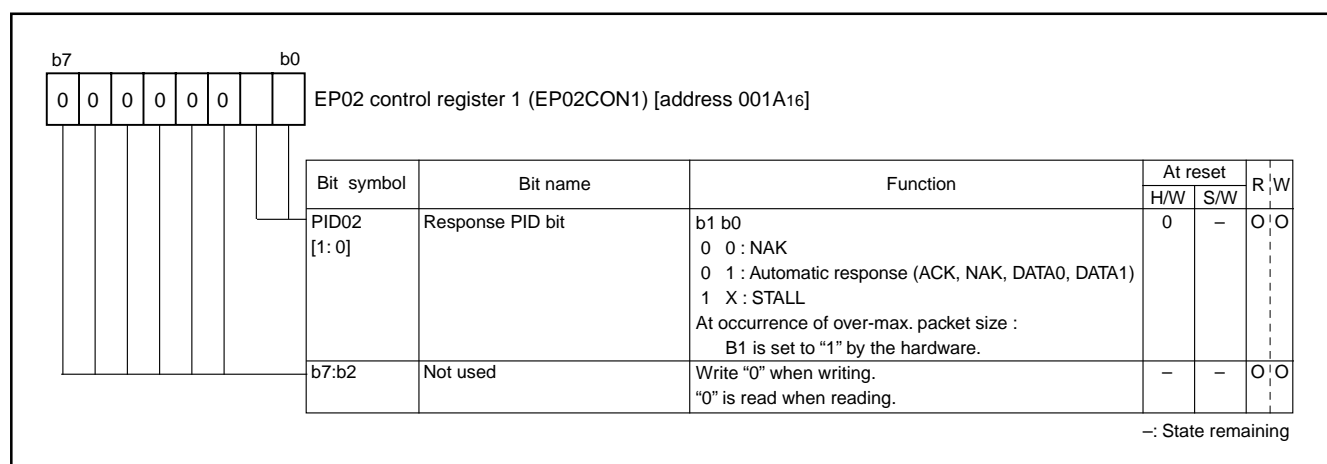 b7 b0
0 0 0 0 0 0 EP02 control register 1 (EP02CON1) [address 001A16]
Bit symbol Bit name Function At reset R W
H/W S/W
PID02 Response PID bit b1 b0 0 – O O
[1: 0] 0 0 : NAK
0 1 : Automatic response (ACK, NAK, DATA0, DATA1)
1 X : STALL
At occurrence of over-max. packet size :
B1 is set to “1” by the hardware.
b7:b2 Not used Write “0” when writing. – – O O
“0” is read when reading.
–: State remaining